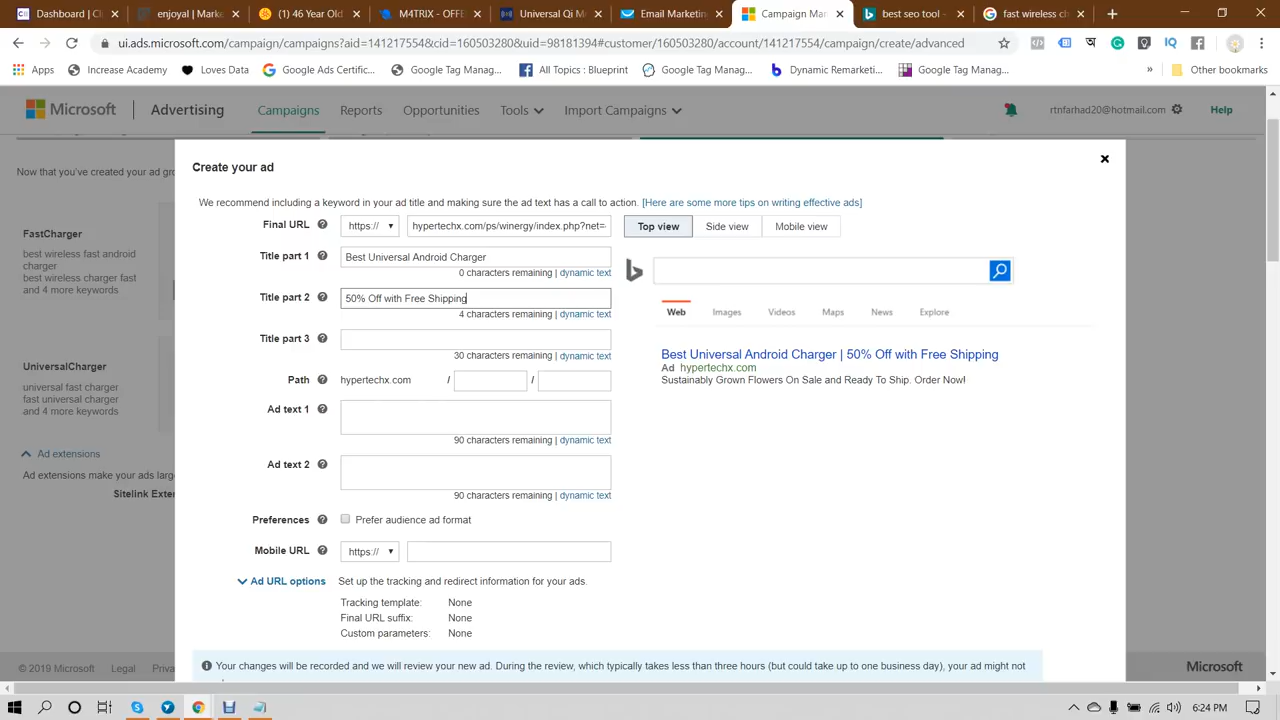 Dashboard | Cl
enjoyal | Memb
(1) 46 Year Old
M4TRIX - OFFE
Universal Qi M
Email Marketing
Campaign Man
best seo tool -
fast wireless ch
ui.ads.microsoft.com/campaign/campaigns?aid=141217554&cid=160503280&uid=98181394#customer/160503280/account/141217554/campaign/create/advanced
Apps
Increase Academy
Loves Data
Google Ads Certific...
Google Tag Manag...
All Topics : Blueprint
Google Tag Manag...
Dynamic Remarketi...
Google Tag Manag...
»
Other bookmarks
Microsoft | Advertising
Campaigns
Reports
Opportunities
Tools
Import Campaigns
rtnfarhad20@hotmail.com
Help
Now that you've created your ad gro
FastCharger
best wireless fast android
charger
best wireless charger fast
and 4 more keywords
UniversalCharger
universal fast charger
fast universal charger
and 4 more keywords
Ad extensions
Ad extensions make your ads large
Sitelink Exten
Create your ad
We recommend including a keyword in your ad title and making sure the ad text has a call to action. [Here are some more tips on writing effective ads]
Final URL
https://
hypertechx.com/ps/winergy/index.php?net=
Top view
Side view
Mobile view
Title part 1
Best Universal Android Charger
0 characters remaining | dynamic text
Title part 2
50% Off with Free Shipping
4 characters remaining | dynamic text
Title part 3
30 characters remaining | dynamic text
Path
hypertechx.com
/
/
Ad text 1
90 characters remaining | dynamic text
Ad text 2
90 characters remaining | dynamic text
Preferences
Prefer audience ad format
Mobile URL
https://
Ad URL options
Set up the tracking and redirect information for your ads.
Tracking template: None
Final URL suffix: None
Custom parameters: None
Web
Images
Videos
Maps
News
Explore
Best Universal Android Charger | 50% Off with Free Shipping
Ad hypertechx.com
Sustainably Grown Flowers On Sale and Ready To Ship. Order Now!
Your changes will be recorded and we will review your new ad. During the review, which typically takes less than three hours (but could take up to one business day), your ad might not
© 2019 Microsoft
Legal
Priva
Microsoft
6:24 PM